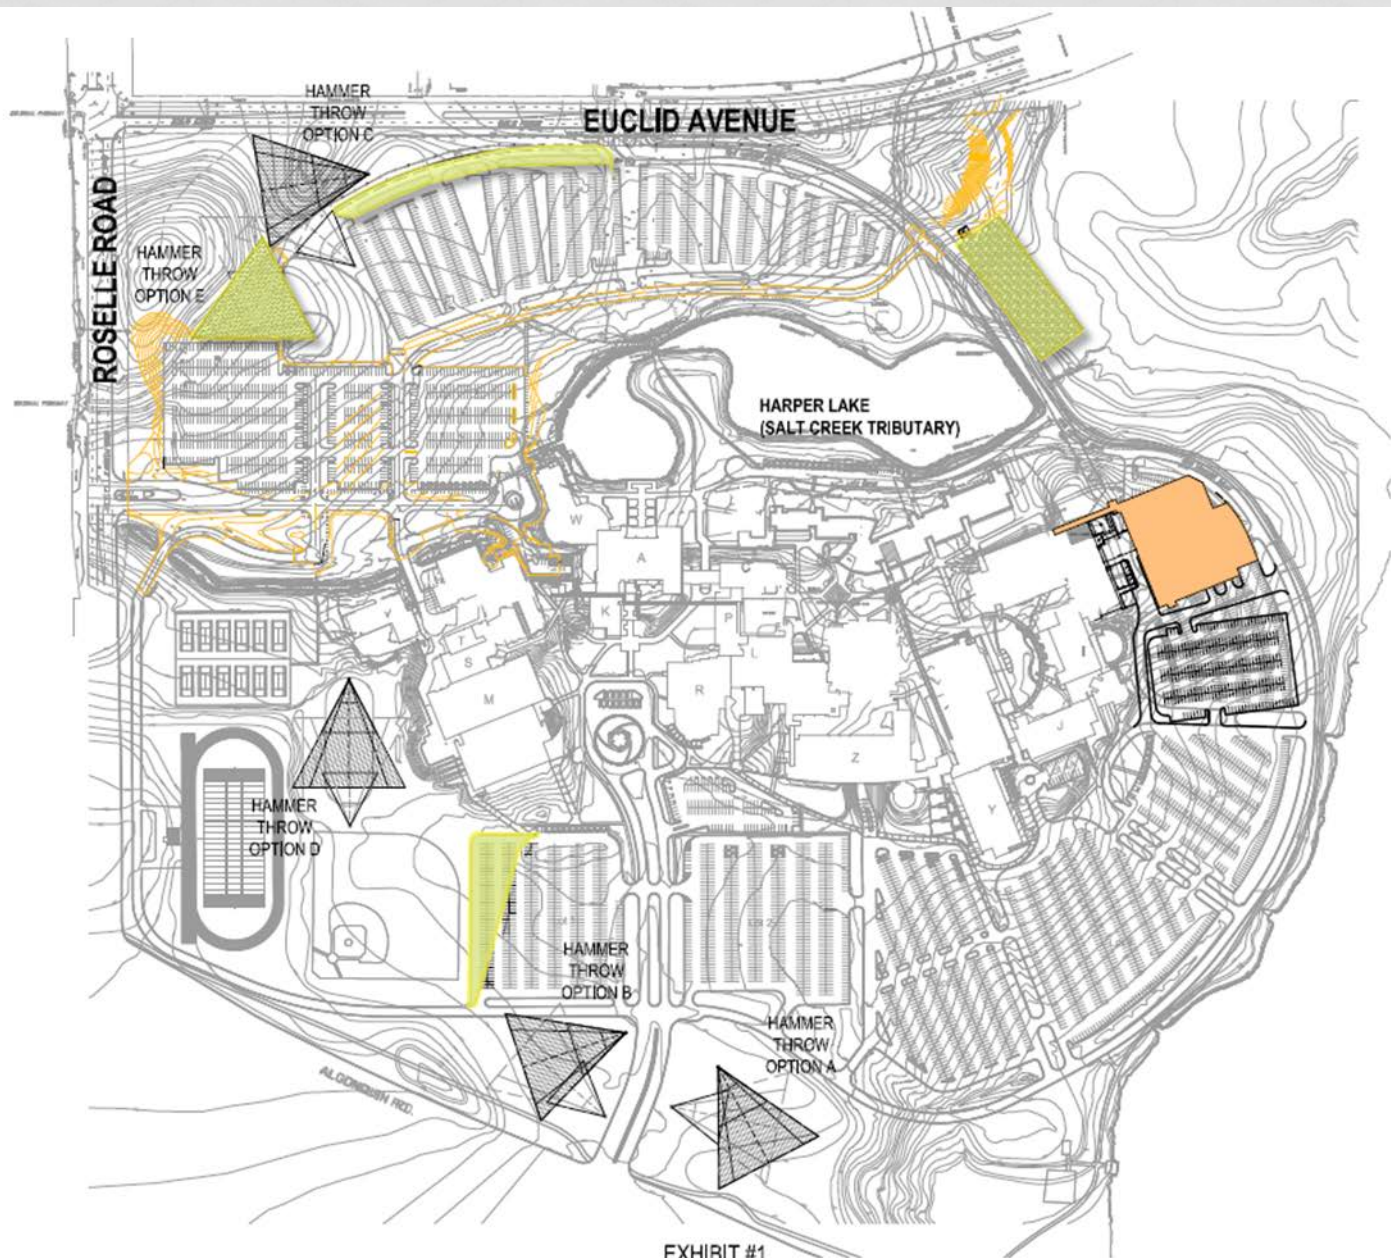 HAMMER
THROW
OPTION C
EUCLID AVENUE
ROSELLE ROAD
HAMMER
THROW
OPTION E
HARPER LAKE
(SALT CREEK TRIBUTARY)
W
A
K
P
L
T
S
M
R
V
I
J
Z
Y
HAMMER
THROW
OPTION D
HAMMER
THROW
OPTION B
HAMMER
THROW
OPTION A
ALGONQUIN RD.
EXHIBIT #1